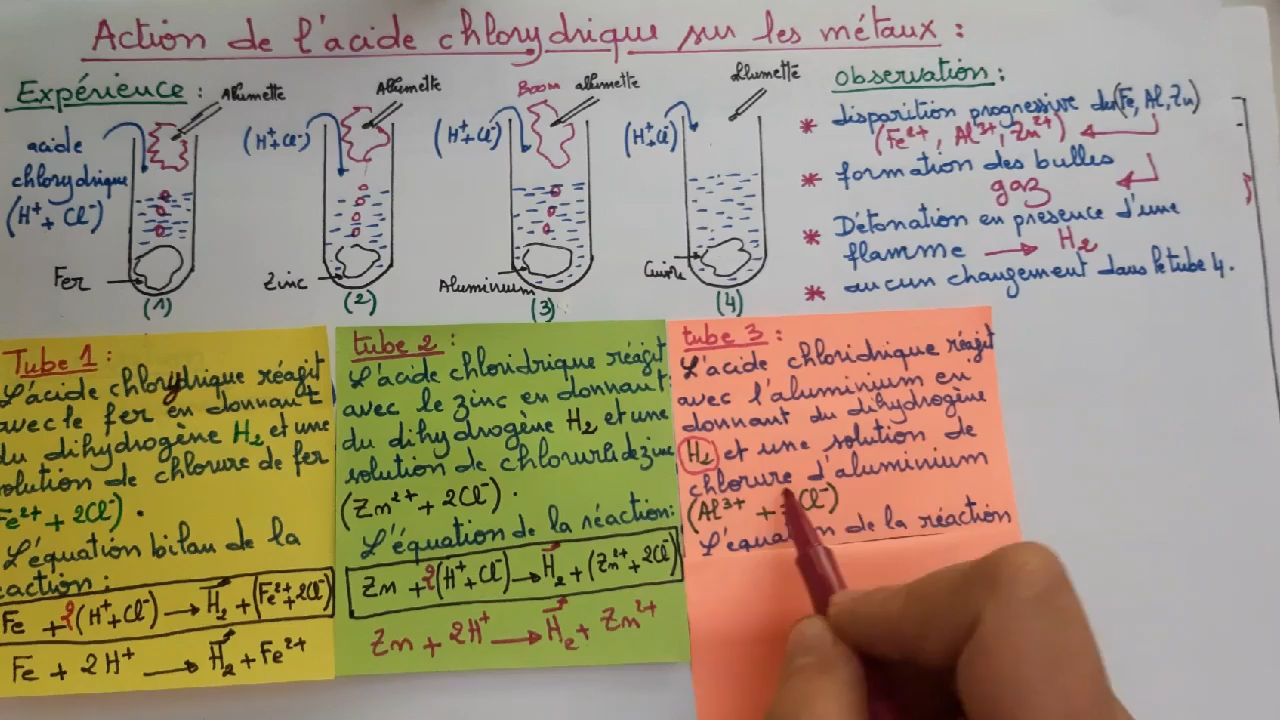 Action de l'acide chlorydrique sur les métaux :
Expérience :
Allumette
Allumette
Boom allumette
Allumette
acide
chlorydrique
(H⁺ + Cl⁻)
(H⁺+Cl⁻)
(H⁺+Cl⁻)
(H⁺+Cl⁻)
Fer
Zinc
Aluminium
Cuivre
(1)
(2)
(3)
(4)
Observation :
* disparition progressive du (Fe, Al, Zn)
(Fe²⁺, Al³⁺, Zn²⁺) ←
* formation des bulles
gaz ←
* Détonation en présence d'une
flamme → H₂
* aucun changement dans le tube 4.
Tube 1 :
L'acide chlorydrique réagit
avec le fer en donnant
du dihydrogène H₂ et une
solution de chlorure de fer
Fe²⁺ + 2Cl⁻) .
L'équation bilan de la
réaction :
Fe + 2(H⁺+Cl⁻) → H₂ + (Fe²⁺+2Cl⁻)
Fe + 2H⁺ → H₂ + Fe²⁺
tube 2 :
L'acide chloridrique réagit
avec le zinc en donnant
du dihydrogène H₂ et une
solution de chlorure de zinc
(Zn²⁺ + 2Cl⁻) .
L'équation de la réaction :
Zn + 2(H⁺+Cl⁻) → H₂ + (Zn²⁺+2Cl⁻)
Zn + 2H⁺ → H₂ + Zn²⁺
tube 3 :
L'acide chloridrique réagit
avec l'aluminium en
donnant du dihydrogène
H₂ et une solution de
chlorure d'aluminium
(Al³⁺ + Cl⁻)
de la réaction